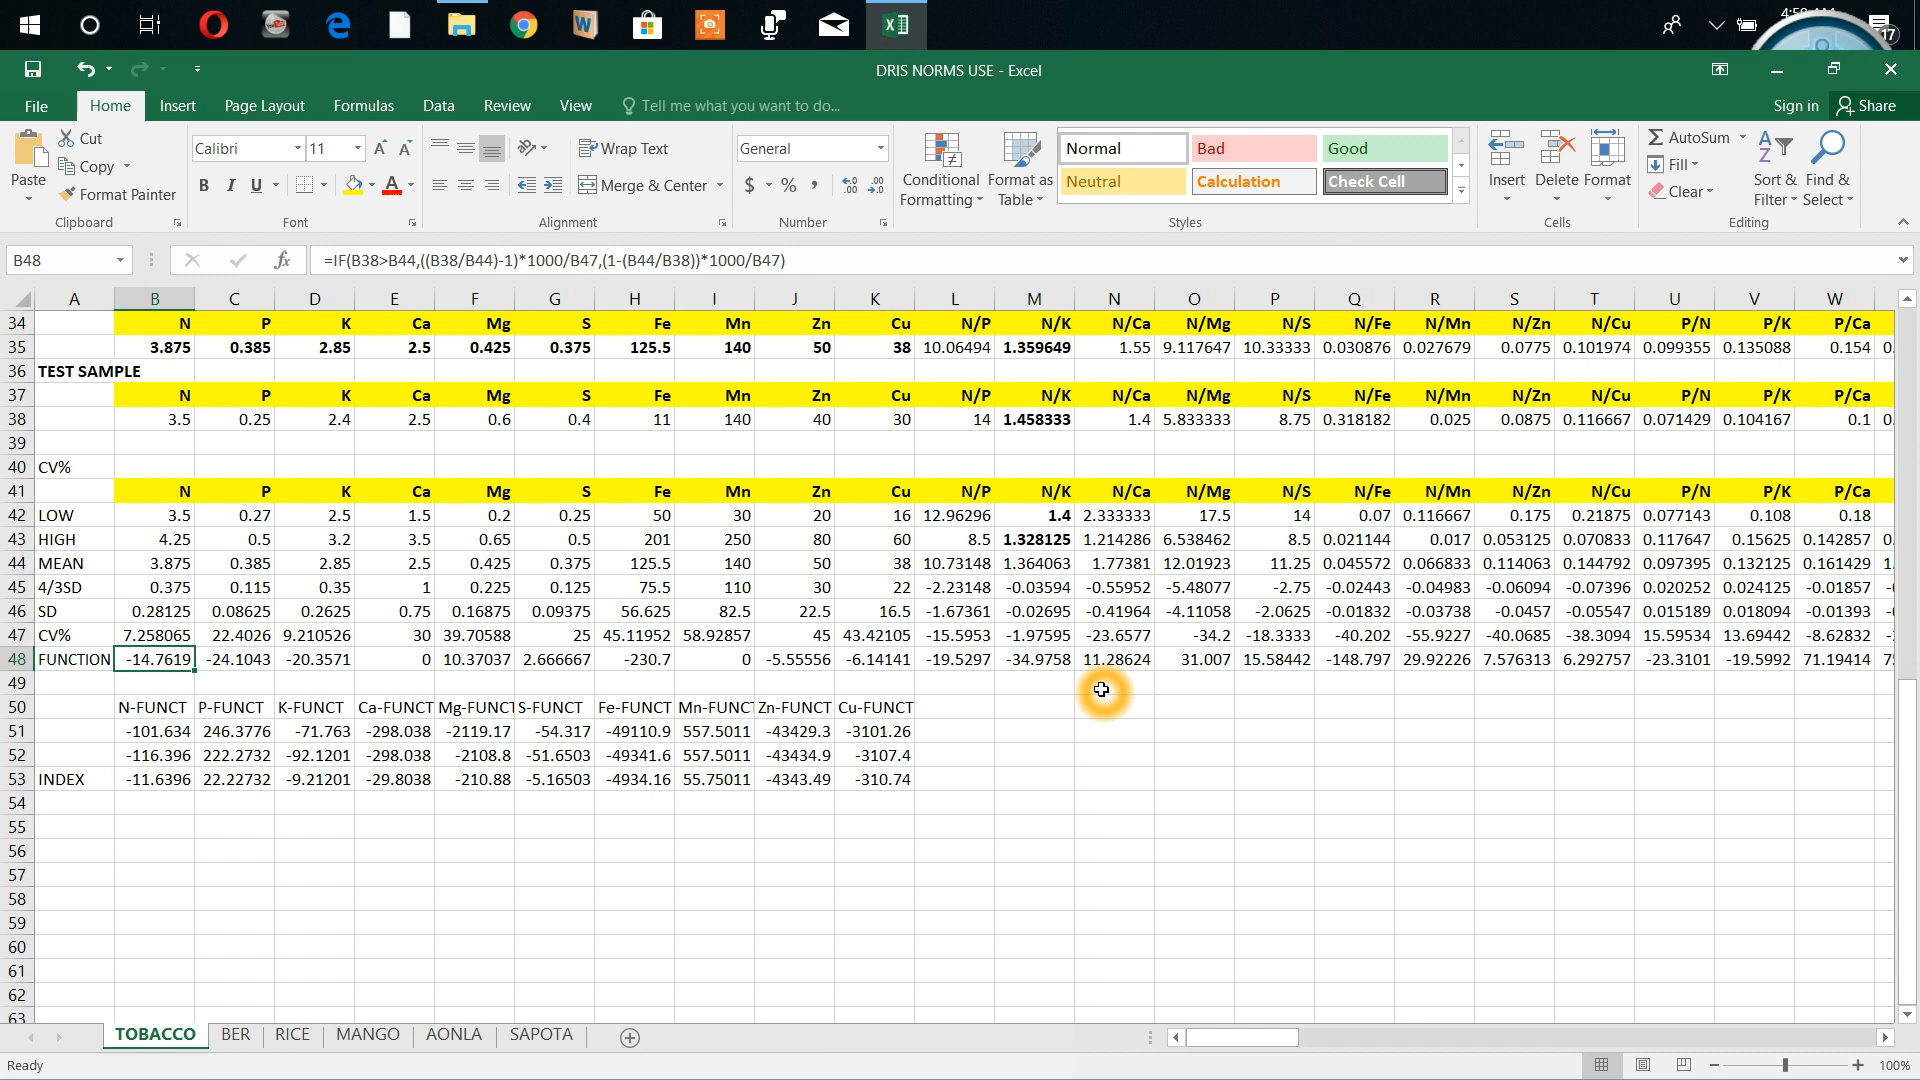 17
DRIS NORMS USE - Excel
File Home Insert Page Layout Formulas Data Review View Tell me what you want to do... Sign in Share
Paste Cut Copy Format Painter
Calibri 11 General
B I U
Wrap Text
Merge & Center
$ % ,
Conditional Formatting Format as Table
Normal Bad Good
Neutral Calculation Check Cell
Insert Delete Format
AutoSum Fill Clear
Sort & Filter Find & Select
Clipboard Font Alignment Number Styles Cells Editing
B48 fx =IF(B38>B44,((B38/B44)-1)*1000/B47,(1-(B44/B38))*1000/B47)
A B C D E F G H I J K L M N O P Q R S T U V W
34 N P K Ca Mg S Fe Mn Zn Cu N/P N/K N/Ca N/Mg N/S N/Fe N/Mn N/Zn N/Cu P/N P/K P/Ca
35 3.875 0.385 2.85 2.5 0.425 0.375 125.5 140 50 38 10.06494 1.359649 1.55 9.117647 10.33333 0.030876 0.027679 0.0775 0.101974 0.099355 0.135088 0.154 0.
36 TEST SAMPLE
37 N P K Ca Mg S Fe Mn Zn Cu N/P N/K N/Ca N/Mg N/S N/Fe N/Mn N/Zn N/Cu P/N P/K P/Ca
38 3.5 0.25 2.4 2.5 0.6 0.4 11 140 40 30 14 1.458333 1.4 5.833333 8.75 0.318182 0.025 0.0875 0.116667 0.071429 0.104167 0.1 0.
39
40 CV%
41 N P K Ca Mg S Fe Mn Zn Cu N/P N/K N/Ca N/Mg N/S N/Fe N/Mn N/Zn N/Cu P/N P/K P/Ca
42 LOW 3.5 0.27 2.5 1.5 0.2 0.25 50 30 20 16 12.96296 1.4 2.333333 17.5 14 0.07 0.116667 0.175 0.21875 0.077143 0.108 0.18
43 HIGH 4.25 0.5 3.2 3.5 0.65 0.5 201 250 80 60 8.5 1.328125 1.214286 6.538462 8.5 0.021144 0.017 0.053125 0.070833 0.117647 0.15625 0.142857 0.
44 MEAN 3.875 0.385 2.85 2.5 0.425 0.375 125.5 140 50 38 10.73148 1.364063 1.77381 12.01923 11.25 0.045572 0.066833 0.114063 0.144792 0.097395 0.132125 0.161429 1.
45 4/3SD 0.375 0.115 0.35 1 0.225 0.125 75.5 110 30 22 -2.23148 -0.03594 -0.55952 -5.48077 -2.75 -0.02443 -0.04983 -0.06094 -0.07396 0.020252 0.024125 -0.01857
46 SD 0.28125 0.08625 0.2625 0.75 0.16875 0.09375 56.625 82.5 22.5 16.5 -1.67361 -0.02695 -0.41964 -4.11058 -2.0625 -0.01832 -0.03738 -0.0457 -0.05547 0.015189 0.018094 -0.01393
47 CV% 7.258065 22.4026 9.210526 30 39.70588 25 45.11952 58.92857 45 43.42105 -15.5953 -1.97595 -23.6577 -34.2 -18.3333 -40.202 -55.9227 -40.0685 -38.3094 15.59534 13.69442 -8.62832
48 FUNCTION -14.7619 -24.1043 -20.3571 0 10.37037 2.666667 -230.7 0 -5.55556 -6.14141 -19.5297 -34.9758 11.28624 31.007 15.58442 -148.797 29.92226 7.576313 6.292757 -23.3101 -19.5992 71.19414 7
49
50 N-FUNCT P-FUNCT K-FUNCT Ca-FUNCT Mg-FUNCT S-FUNCT Fe-FUNCT Mn-FUNCT Zn-FUNCT Cu-FUNCT
51 -101.634 246.3776 -71.763 -298.038 -2119.17 -54.317 -49110.9 557.5011 -43429.3 -3101.26
52 -116.396 222.2732 -92.1201 -298.038 -2108.8 -51.6503 -49341.6 557.5011 -43434.9 -3107.4
53 INDEX -11.6396 22.22732 -9.21201 -29.8038 -210.88 -5.16503 -4934.16 55.75011 -4343.49 -310.74
54
55
56
57
58
59
60
61
62
63
TOBACCO BER RICE MANGO AONLA SAPOTA
Ready 100%